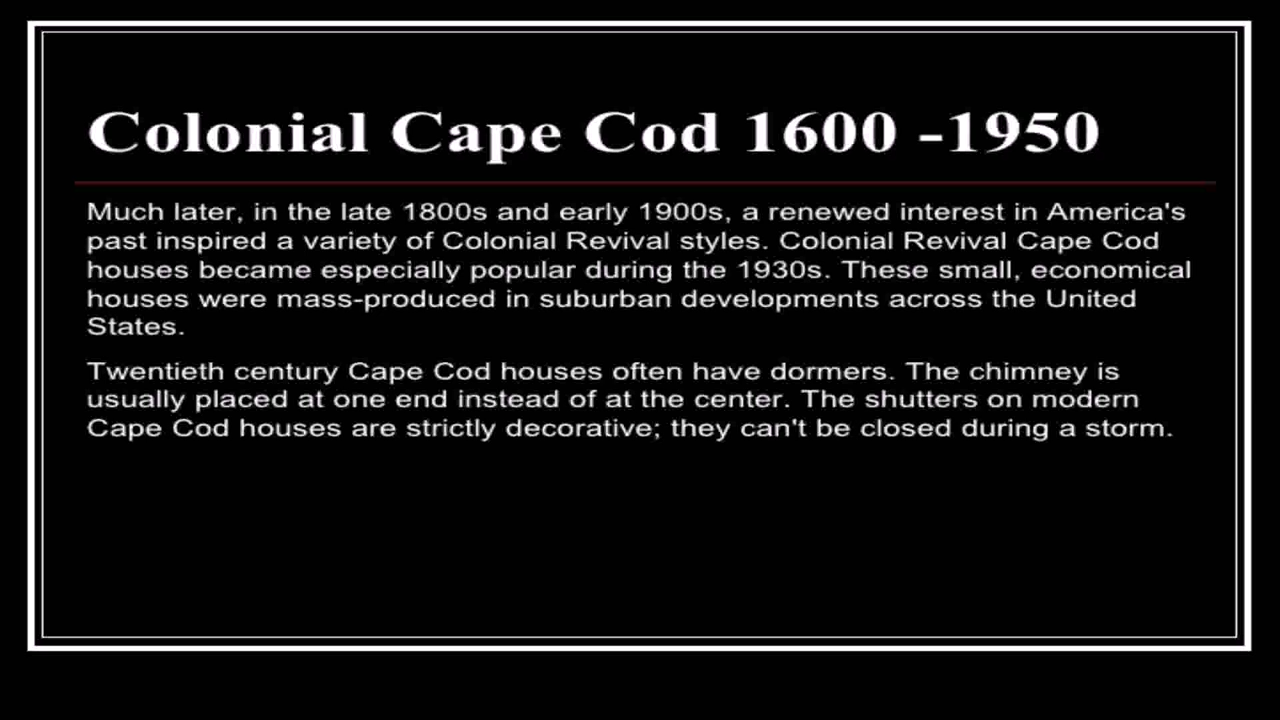 Colonial Cape Cod 1600 -1950
Much later, in the late 1800s and early 1900s, a renewed interest in America's
past inspired a variety of Colonial Revival styles. Colonial Revival Cape Cod
houses became especially popular during the 1930s. These small, economical
houses were mass-produced in suburban developments across the United
States.
Twentieth century Cape Cod houses often have dormers. The chimney is
usually placed at one end instead of at the center. The shutters on modern
Cape Cod houses are strictly decorative; they can't be closed during a storm.